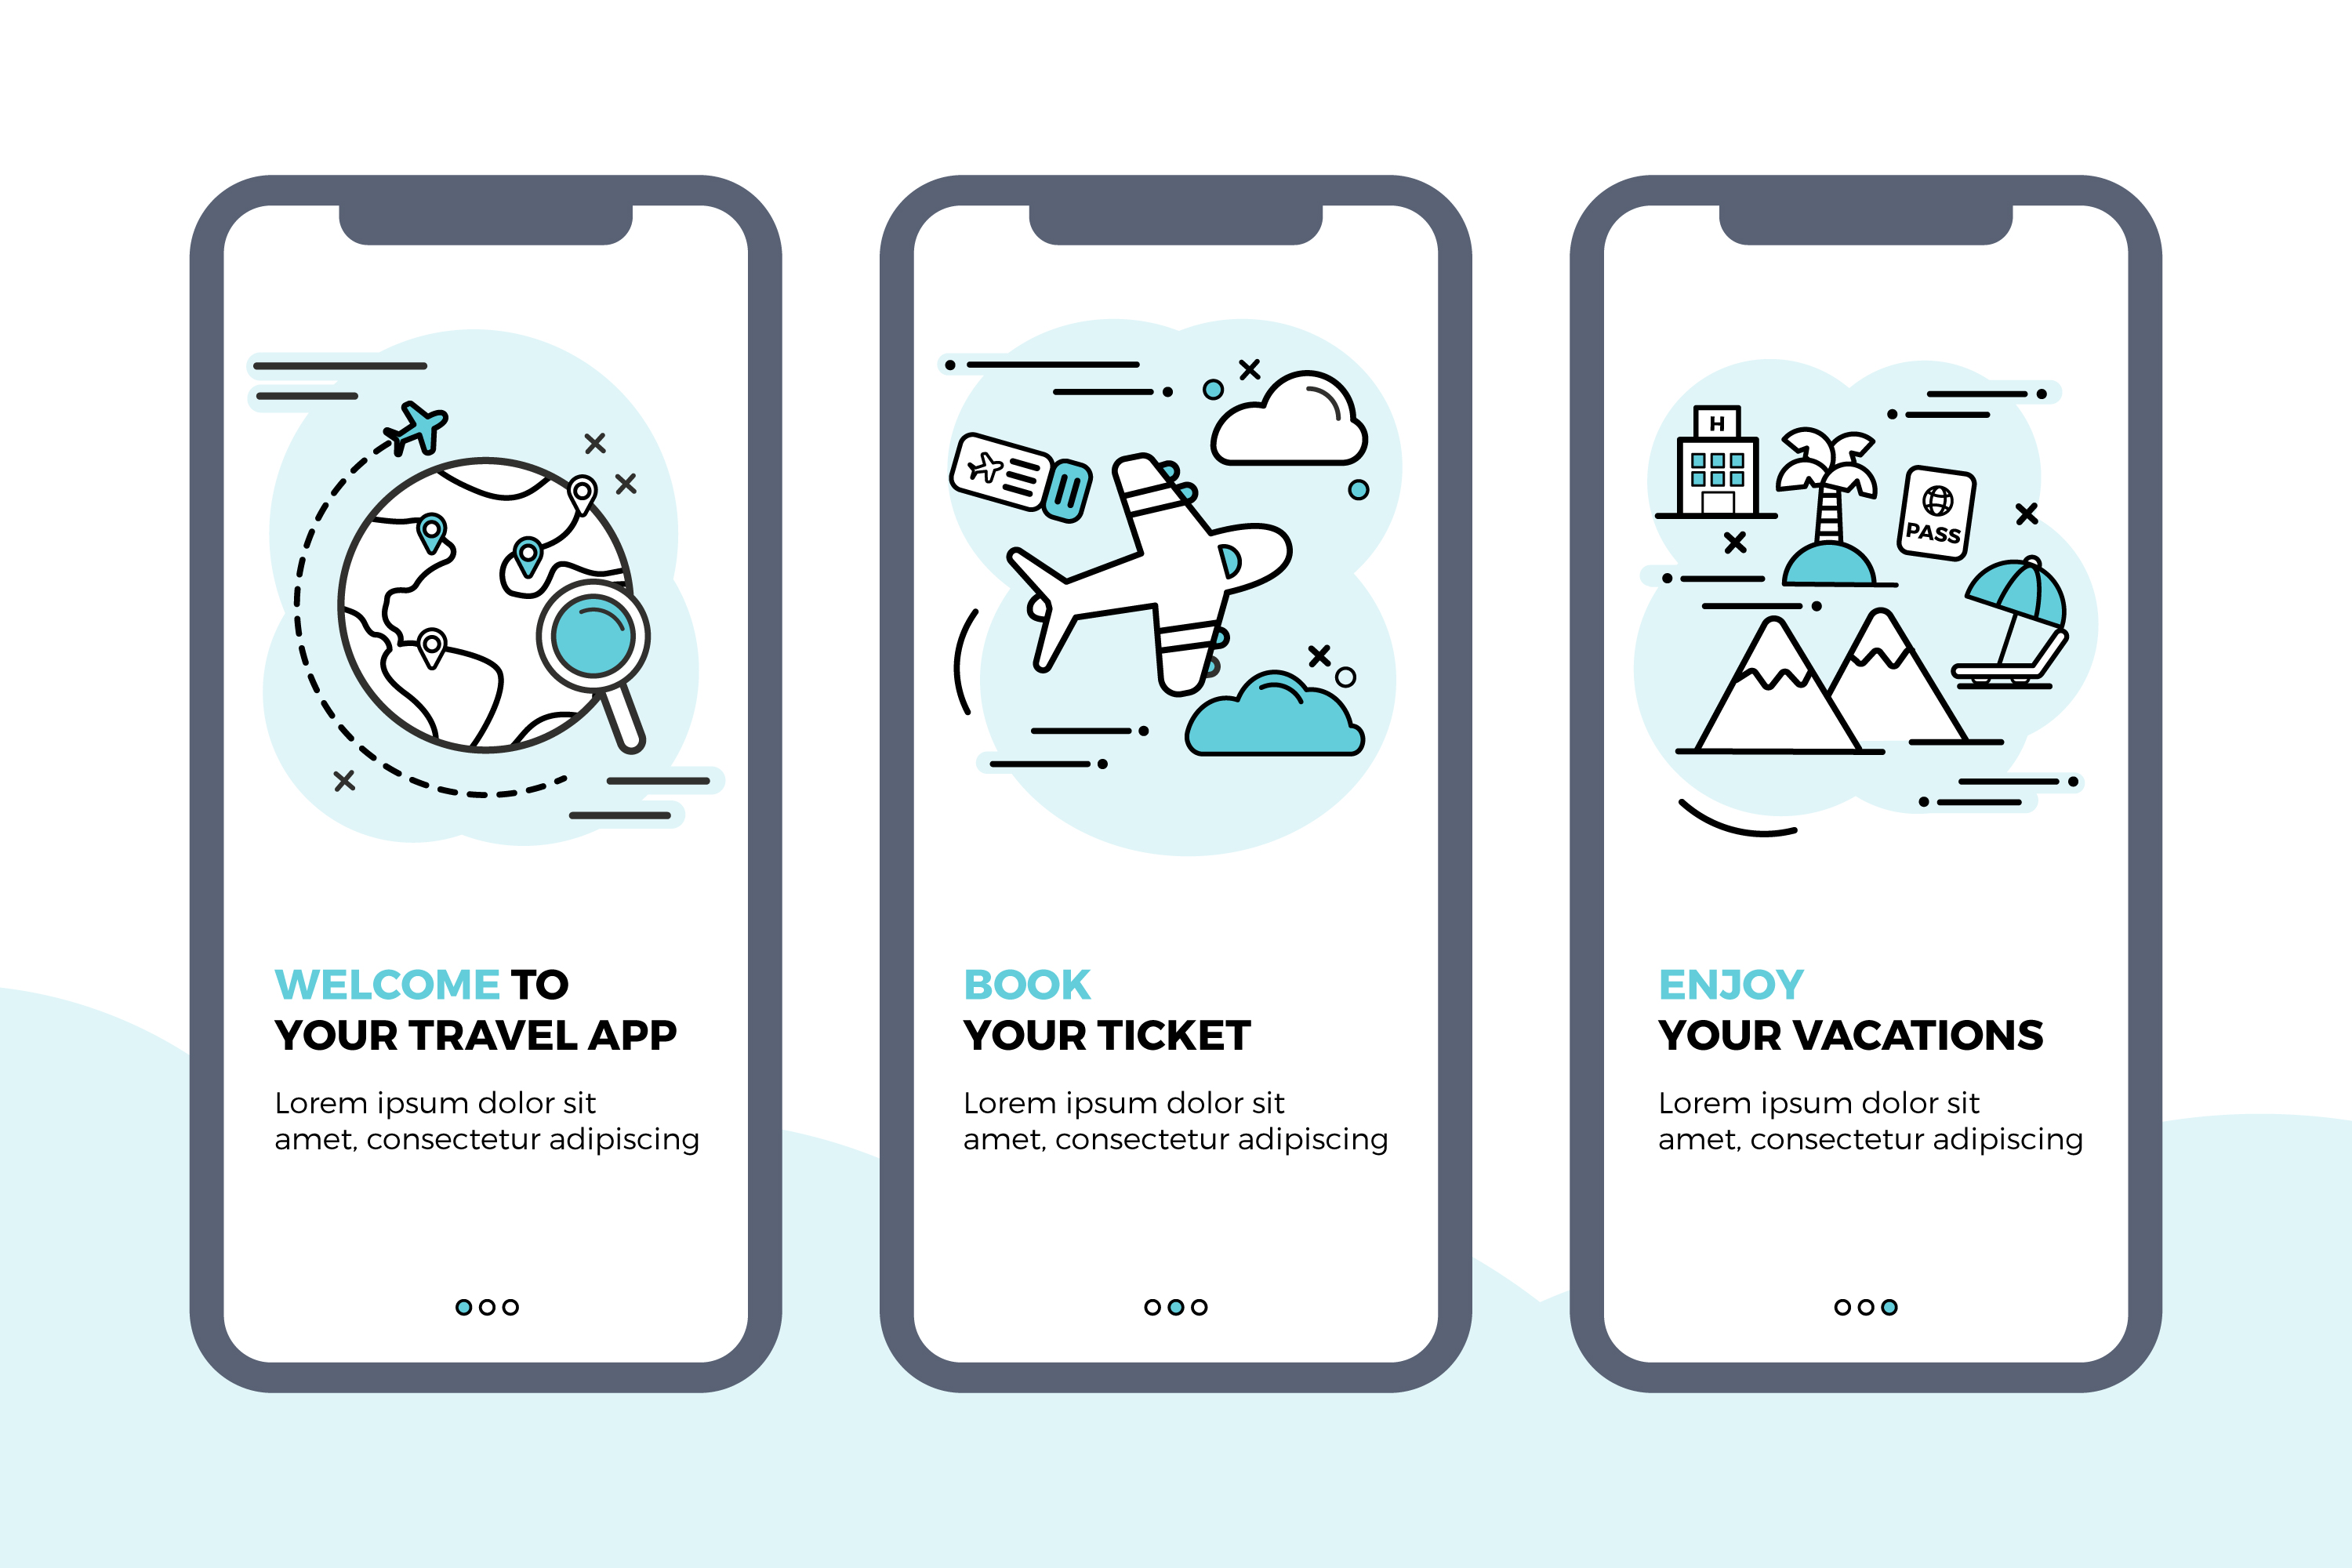 WELCOME TO
YOUR TRAVEL APP
Lorem ipsum dolor sit
amet, consectetur adipiscing
BOOK
YOUR TICKET
Lorem ipsum dolor sit
amet, consectetur adipiscing
H
PASS
ENJOY
YOUR VACATIONS
Lorem ipsum dolor sit
amet, consectetur adipiscing